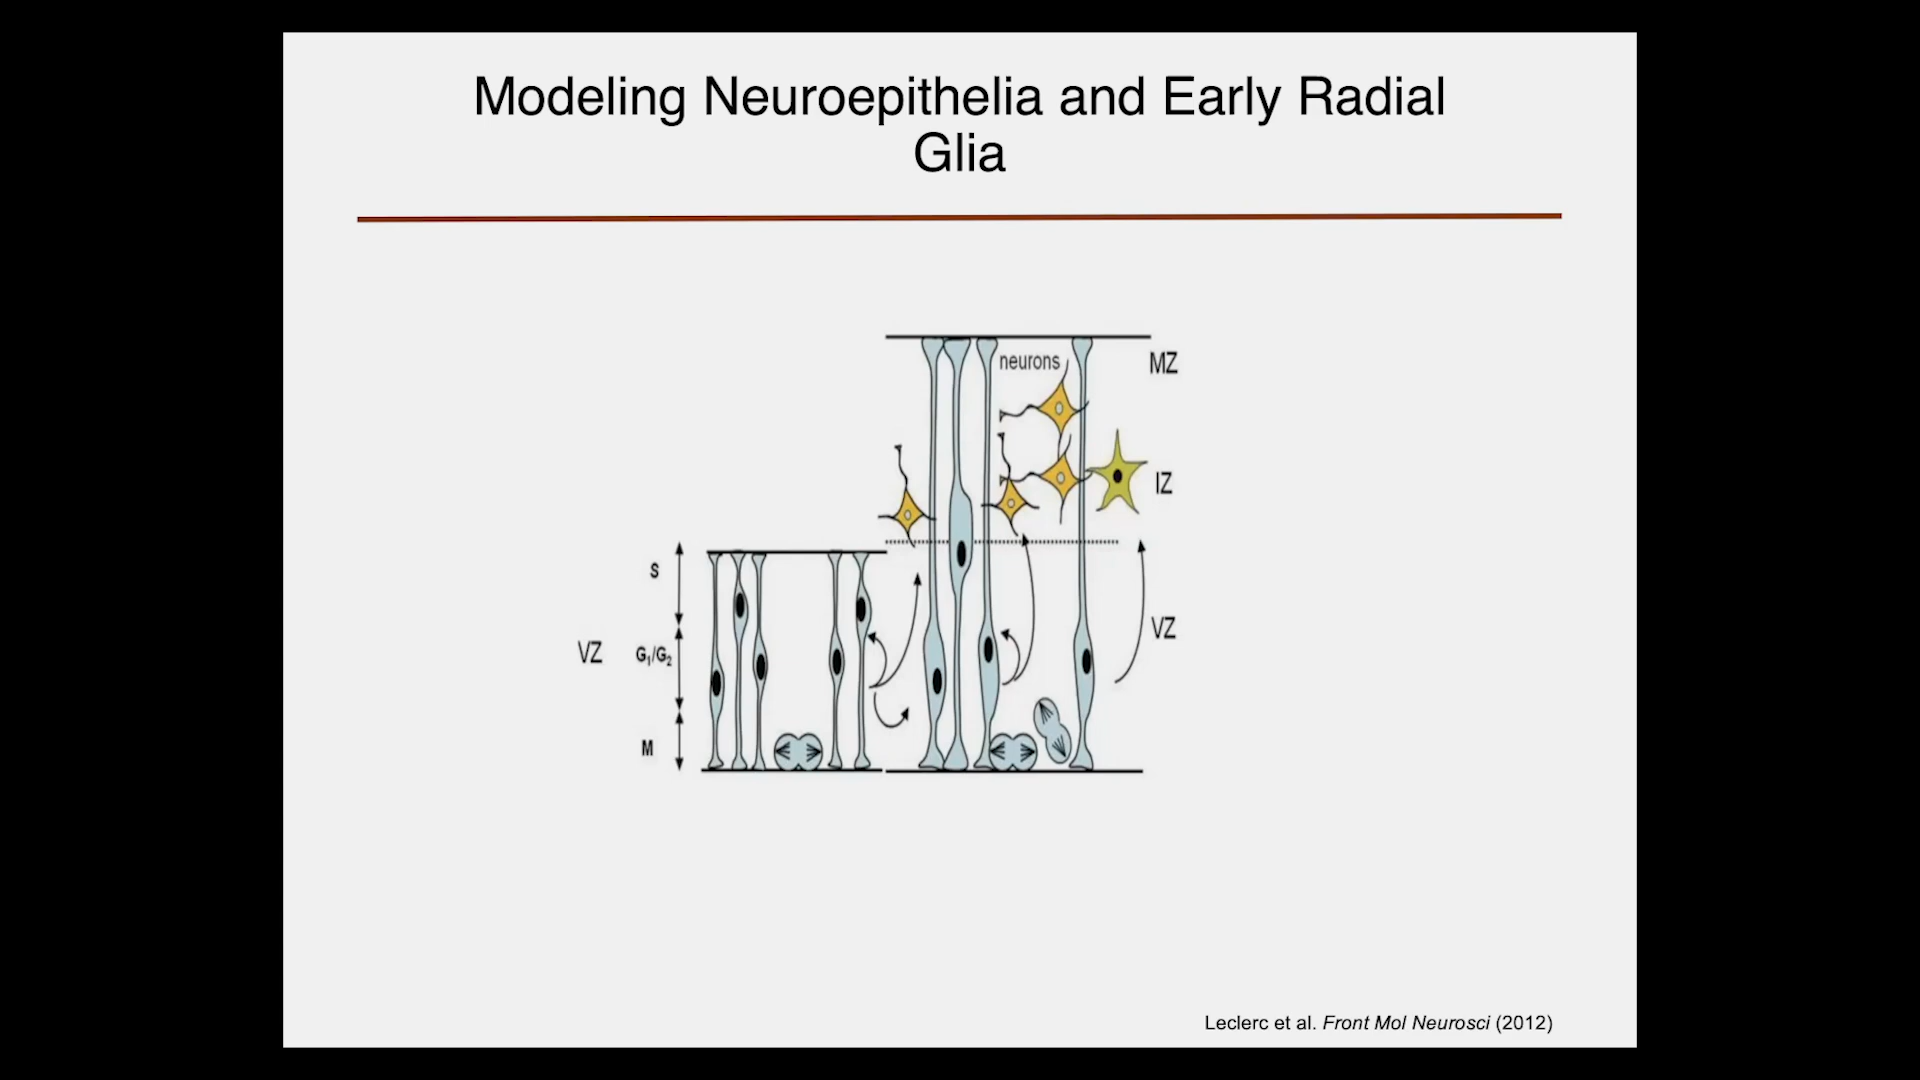 Modeling Neuroepithelia and Early Radial
Glia
neurons
MZ
IZ
S
VZ
G₁/G₂
VZ
M
Leclerc et al. Front Mol Neurosci (2012)